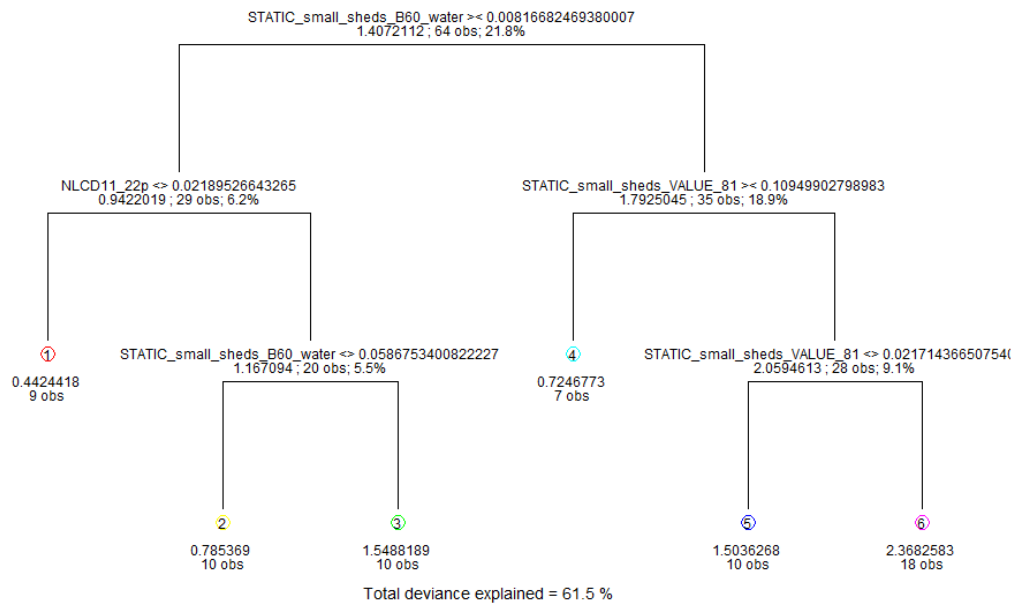 STATIC_small_sheds_B60_water >< 0.00816682469380007
1.4072112 ; 64 obs; 21.8%
NLCD11_22p <> 0.02189526643265
0.9422019 ; 29 obs; 6.2%
STATIC_small_sheds_VALUE_81 >< 0.10949902798983
1.7925045 ; 35 obs; 18.9%
1
0.4424418
9 obs
STATIC_small_sheds_B60_water <> 0.0586753400822227
1.167094 ; 20 obs; 5.5%
4
0.7246773
7 obs
STATIC_small_sheds_VALUE_81 <> 0.021714366507540
2.0594613 ; 28 obs; 9.1%
2
0.785369
10 obs
3
1.5488189
10 obs
5
1.5036268
10 obs
6
2.3682583
18 obs
Total deviance explained = 61.5 %